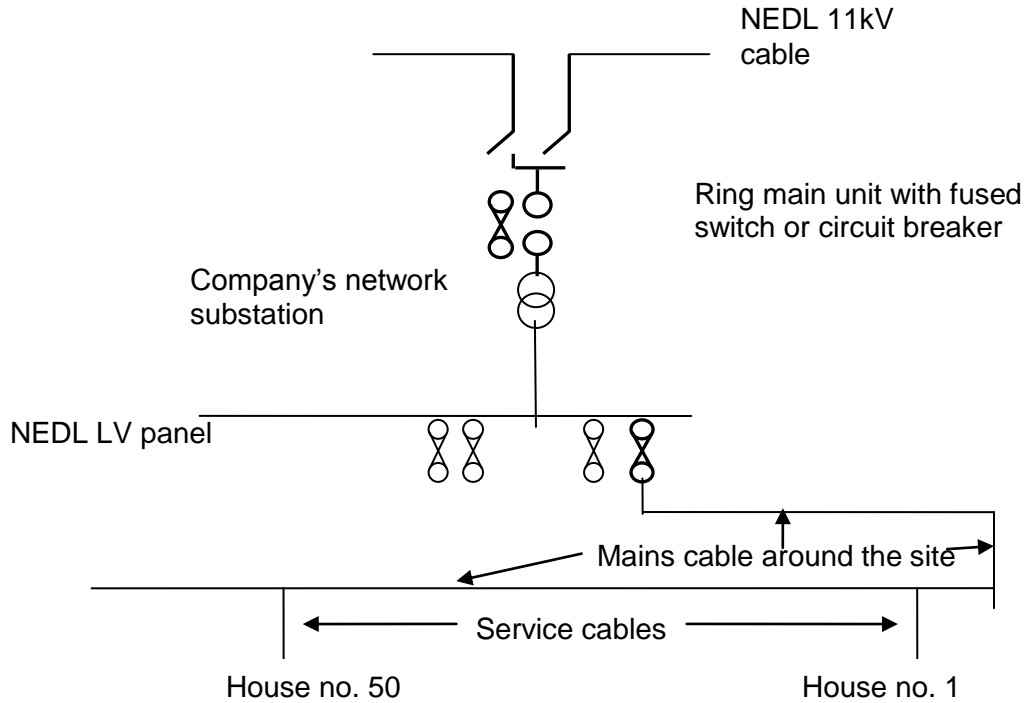 NEDL 11kV
cable
Ring main unit with fused
switch or circuit breaker
Company’s network
substation
NEDL LV panel
Mains cable around the site
Service cables
House no. 50
House no. 1